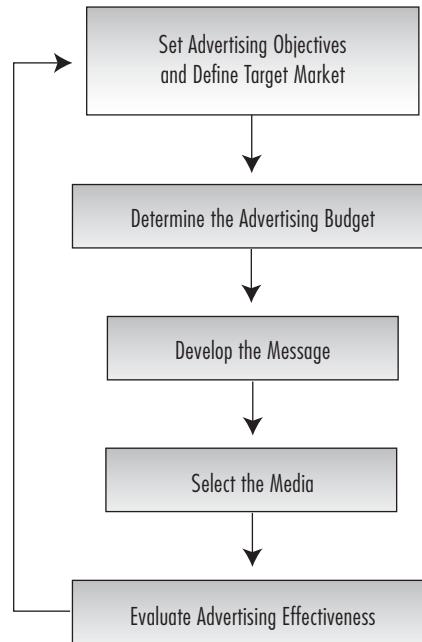 Set Advertising Objectives
and Define Target Market
Determine the Advertising Budget
Develop the Message
Select the Media
Evaluate Advertising Effectiveness